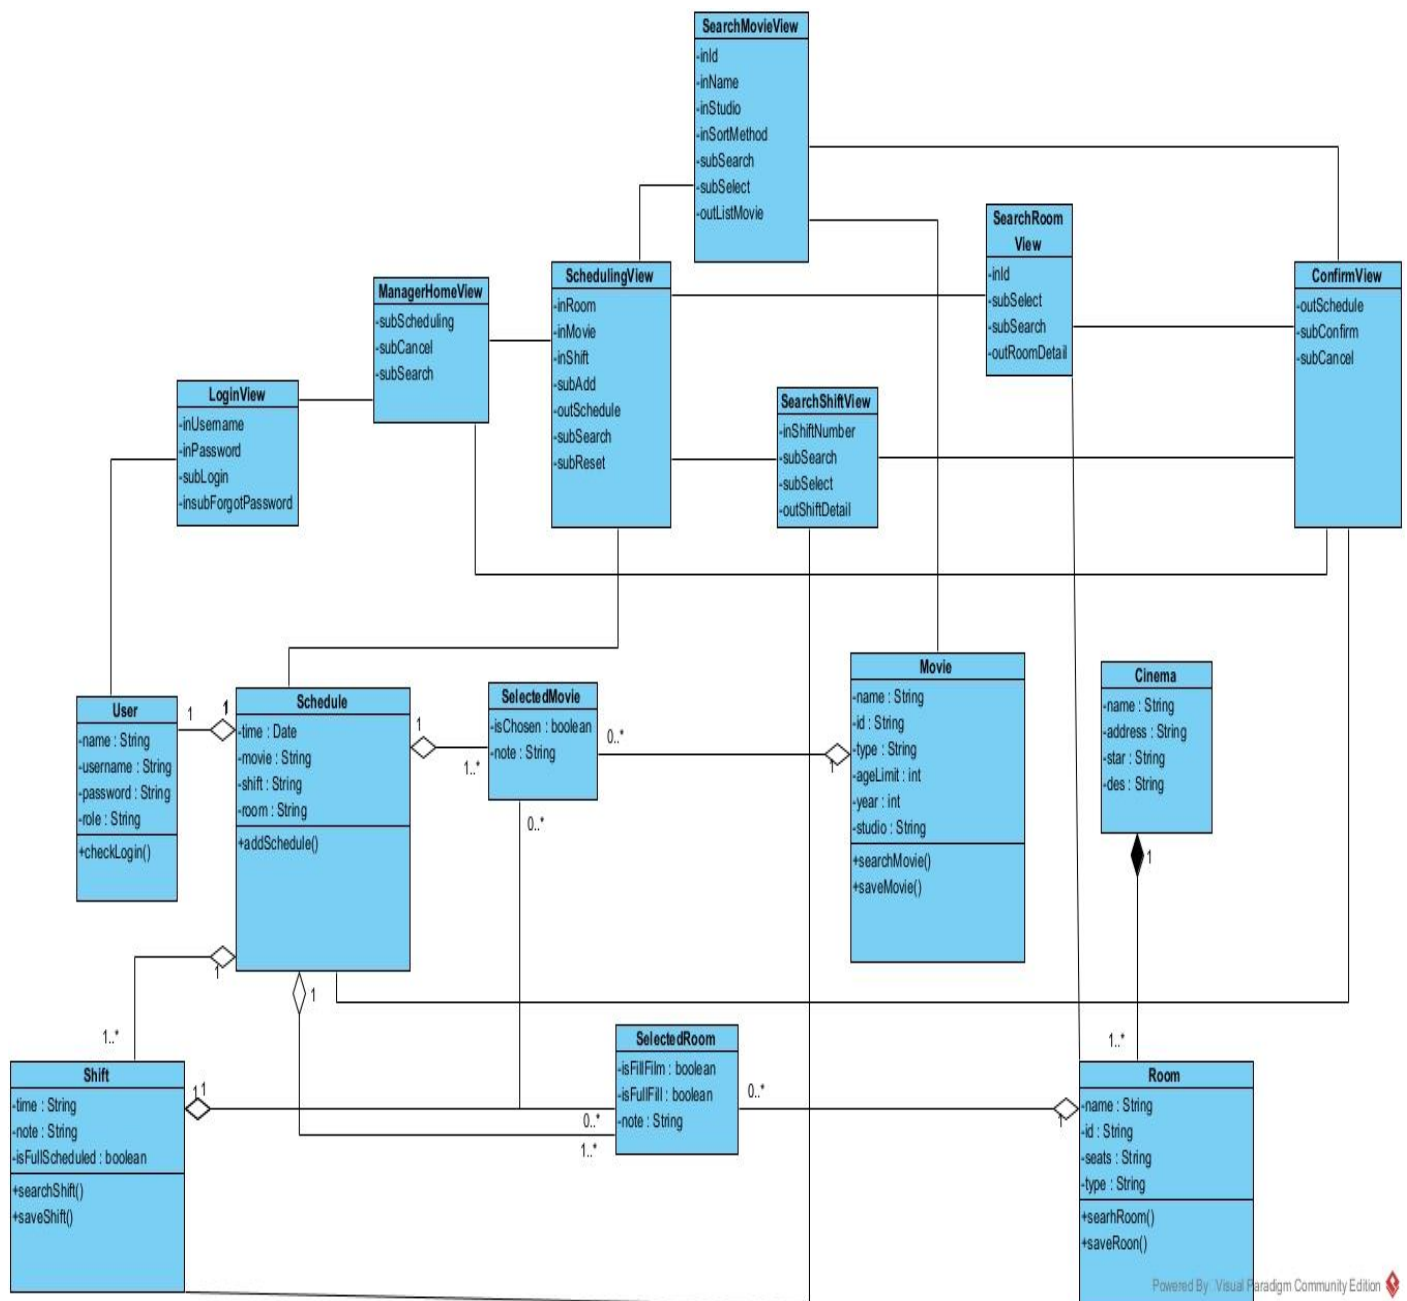 SearchMovieView
-inId
-inName
-inStudio
-inSortMethod
-subSearch
-subSelect
-outListMovie
SearchRoom
View
-inId
-subSelect
-subSearch
-outRoomDetail
ConfirmView
-outSchedule
-subConfirm
-subCancel
SchedulingView
-inRoom
-inMovie
-inShift
-subAdd
-outSchedule
-subSearch
-subReset
ManagerHomeView
-subScheduling
-subCancel
-subSearch
LoginView
-inUsername
-inPassword
-subLogin
-insubForgotPassword
SearchShiftView
-inShiftNumber
-subSearch
-subSelect
-outShiftDetail
User
-name : String
-username : String
-password : String
-role : String
+checkLogin()
1
1
Schedule
-time : Date
-movie : String
-shift : String
-room : String
+addSchedule()
1
1..*
SelectedMovie
-isChosen : boolean
-note : String
0..*
0..*
1
Movie
-name : String
-id : String
-type : String
-ageLimit : int
-year : int
-studio : String
+searchMovie()
+saveMovie()
Cinema
-name : String
-address : String
-star : String
-des : String
1
1..*
1
1..*
1
Shift
-time : String
-note : String
-isFullScheduled : boolean
+searchShift()
+saveShift()
1
1
0..*
1..*
SelectedRoom
-isFillFilm : boolean
-isFullFill : boolean
-note : String
0..*
1
Room
-name : String
-id : String
-seats : String
-type : String
+searhRoom()
+saveRoon()
Powered By Visual Paradigm Community Edition